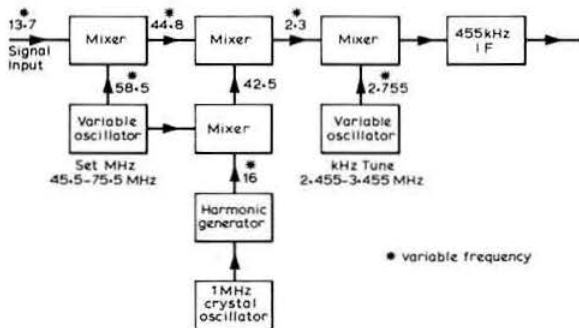 *
13·7
Signal
Input
Mixer
*
44·8
Mixer
*
2·3
Mixer
455kHz
IF
*
58·5
42·5
*
2·755
Variable
oscillator
Mixer
Variable
oscillator
Set MHz
45·5–75·5 MHz
kHz Tune
2·455–3·455 MHz
*
16
Harmonic
generator
* variable frequency
1MHz
crystal
oscillator